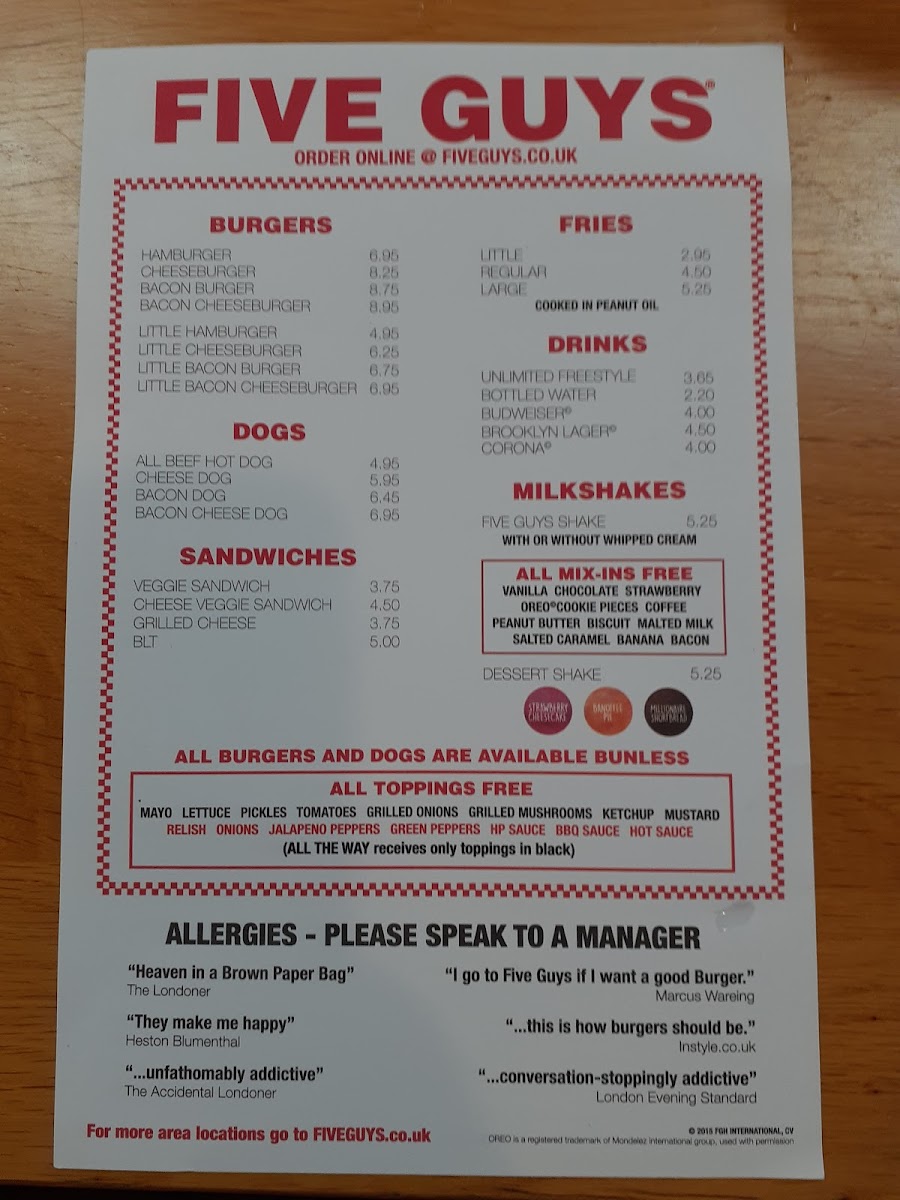 FIVE GUYS®
ORDER ONLINE @ FIVEGUYS.CO.UK
BURGERS
HAMBURGER 6.95
CHEESEBURGER 8.25
BACON BURGER 8.75
BACON CHEESEBURGER 8.95
LITTLE HAMBURGER 4.95
LITTLE CHEESEBURGER 6.25
LITTLE BACON BURGER 6.75
LITTLE BACON CHEESEBURGER 6.95
DOGS
ALL BEEF HOT DOG 4.95
CHEESE DOG 5.95
BACON DOG 6.45
BACON CHEESE DOG 6.95
SANDWICHES
VEGGIE SANDWICH 3.75
CHEESE VEGGIE SANDWICH 4.50
GRILLED CHEESE 3.75
BLT 5.00
FRIES
LITTLE 2.95
REGULAR 4.50
LARGE 5.25
COOKED IN PEANUT OIL
DRINKS
UNLIMITED FREESTYLE 3.65
BOTTLED WATER 2.20
BUDWEISER® 4.00
BROOKLYN LAGER® 4.50
CORONA® 4.00
MILKSHAKES
FIVE GUYS SHAKE 5.25
WITH OR WITHOUT WHIPPED CREAM
ALL MIX-INS FREE
VANILLA CHOCOLATE STRAWBERRY
OREO® COOKIE PIECES COFFEE
PEANUT BUTTER BISCUIT MALTED MILK
SALTED CARAMEL BANANA BACON
DESSERT SHAKE 5.25
STRAWBERRY CHEESECAKE
BANOFFEE PIE
MILLIONAIRE SHORTBREAD
ALL BURGERS AND DOGS ARE AVAILABLE BUNLESS
ALL TOPPINGS FREE
MAYO LETTUCE PICKLES TOMATOES GRILLED ONIONS GRILLED MUSHROOMS KETCHUP MUSTARD
RELISH ONIONS JALAPENO PEPPERS GREEN PEPPERS HP SAUCE BBQ SAUCE HOT SAUCE
(ALL THE WAY receives only toppings in black)
ALLERGIES - PLEASE SPEAK TO A MANAGER
“Heaven in a Brown Paper Bag”
The Londoner
“They make me happy”
Heston Blumenthal
“...unfathomably addictive”
The Accidental Londoner
“I go to Five Guys if I want a good Burger.”
Marcus Wareing
“...this is how burgers should be.”
Instyle.co.uk
“...conversation-stoppingly addictive”
London Evening Standard
For more area locations go to FIVEGUYS.co.uk
© 2015 FGH INTERNATIONAL, CV
OREO is a registered trademark of Mondelez international group, used with permission